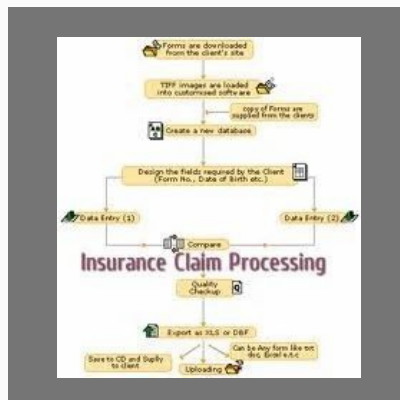 Forms are downloaded
from the client's site
TIFF images are loaded
into customised software
copy of Forms are
supplied from the clients
Create a new database
Design the fields required by the Client
(Form No., Date of Birth etc.)
Data Entry (1)
Data Entry (2)
Compare
Insurance Claim Processing
Quality
Checkup
Export as XLS or DBF
Save to CD and Suplly
to client
Uploading
Can be Any form like txt
doc, Excel e.t.c